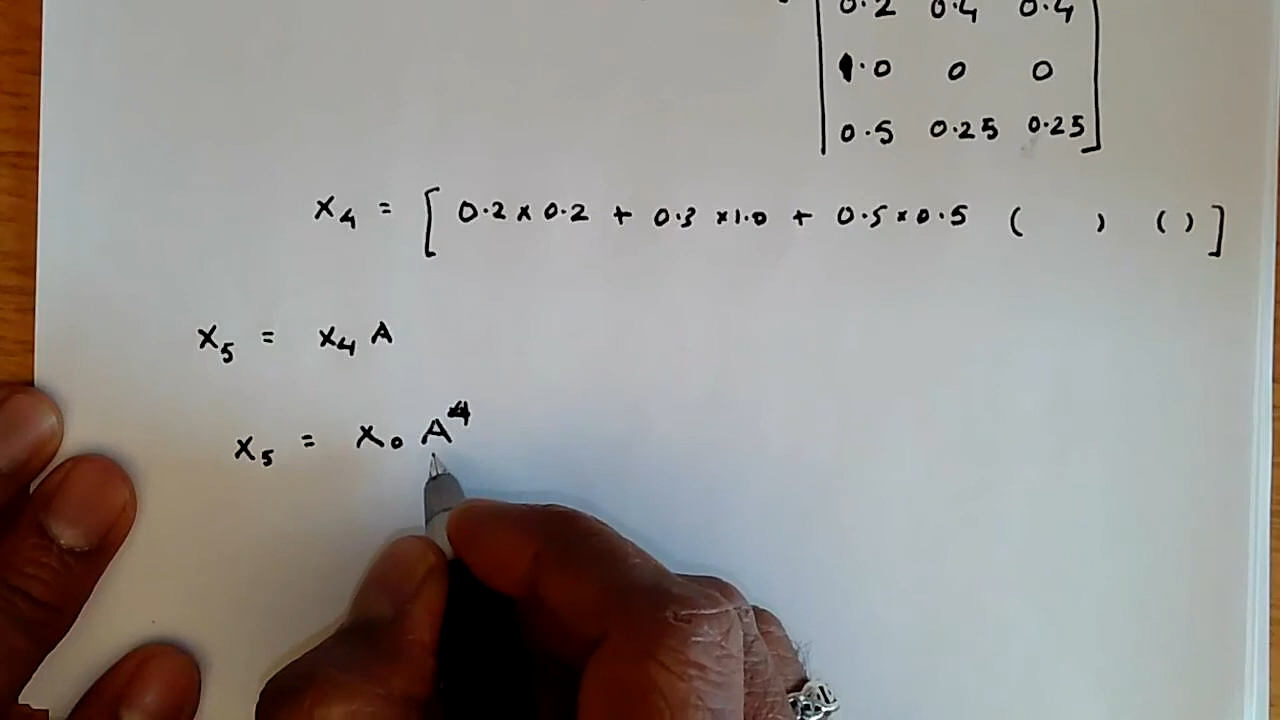 0.2 0.4 0.4
1.0 0 0
0.5 0.25 0.25
x₄ = [ 0.2 × 0.2 + 0.3 × 1.0 + 0.5 × 0.5 ( ) ( ) ]
x₅ = x₄ A
x₅ = x₀ A⁴